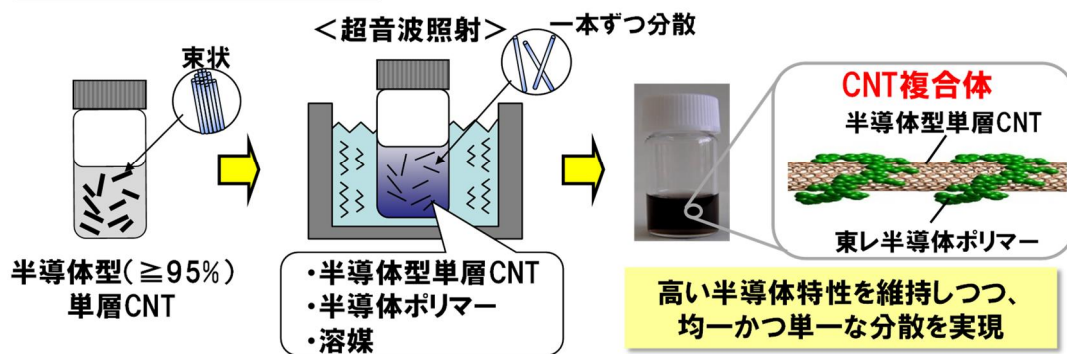 束状
半導体型(≧95%)
単層CNT
<超音波照射>
一本ずつ分散
・半導体型単層CNT
・半導体ポリマー
・溶媒
CNT複合体
半導体型単層CNT
東レ半導体ポリマー
高い半導体特性を維持しつつ、
均一かつ単一な分散を実現